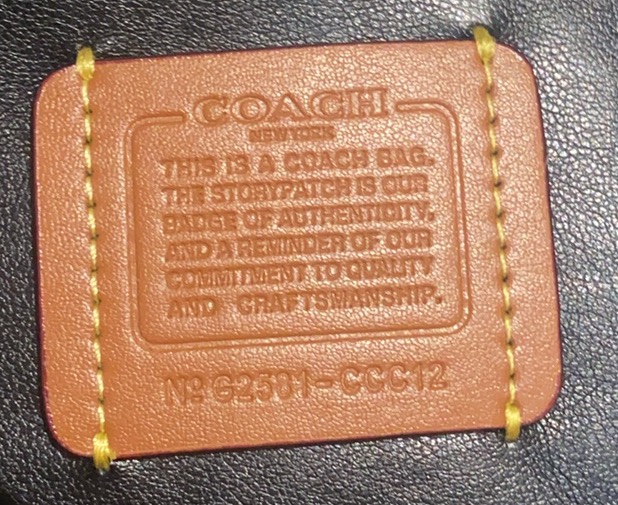 COACH
NEW YORK
THIS IS A COACH BAG.
THE STORYPATCH IS OUR
BADGE OF AUTHENTICITY,
AND A REMINDER OF OUR
COMMITMENT TO QUALITY
AND CRAFTSMANSHIP.
Nº G2501-CCC12